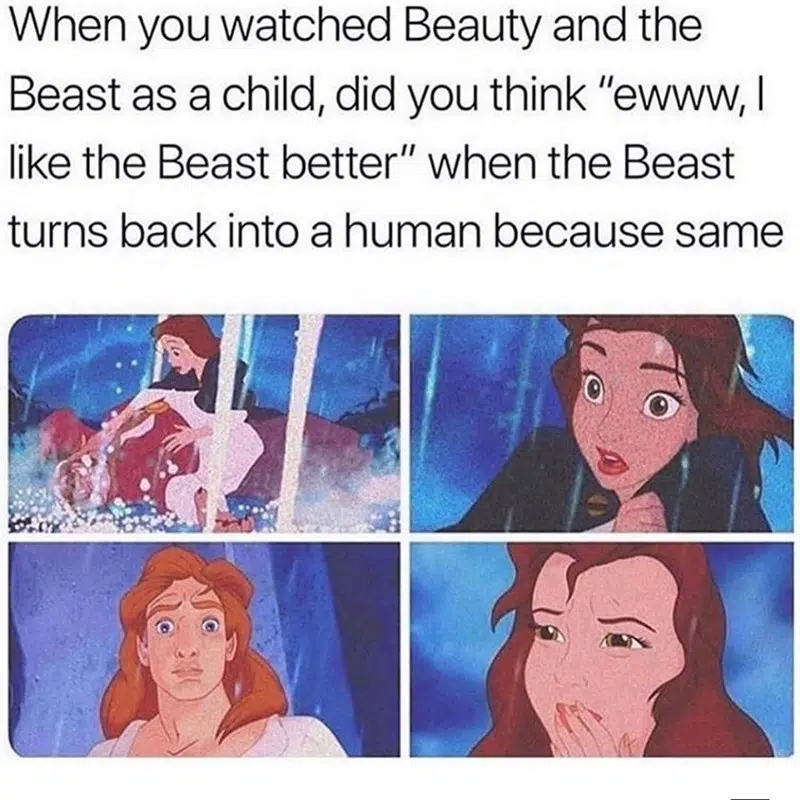 When you watched Beauty and the
Beast as a child, did you think "ewww, I
like the Beast better" when the Beast
turns back into a human because same